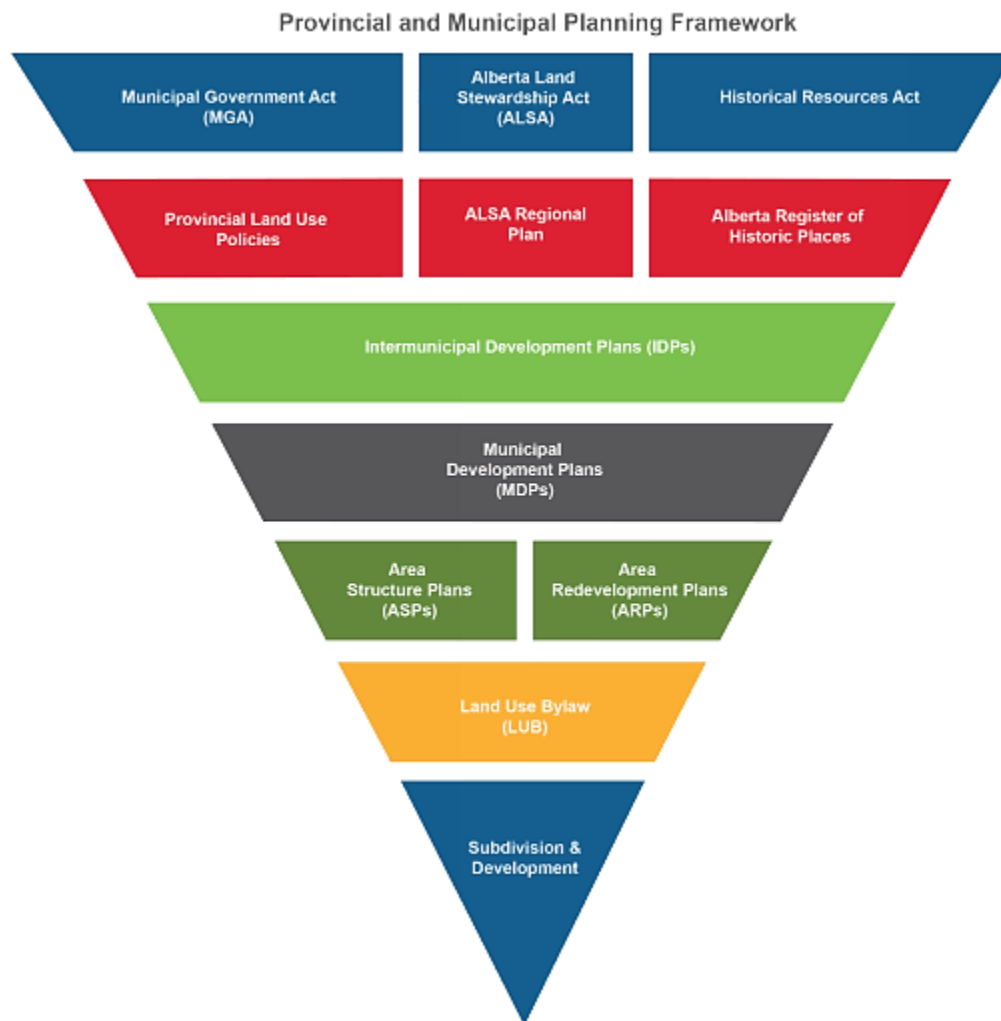 Provincial and Municipal Planning Framework
Municipal Government Act
(MGA)
Alberta Land
Stewardship Act
(ALSA)
Historical Resources Act
Provincial Land Use
Policies
ALSA Regional
Plan
Alberta Register of
Historic Places
Intermunicipal Development Plans (IDPs)
Municipal
Development Plans
(MDPs)
Area
Structure Plans
(ASPs)
Area
Redevelopment Plans
(ARPs)
Land Use Bylaw
(LUB)
Subdivision &
Development